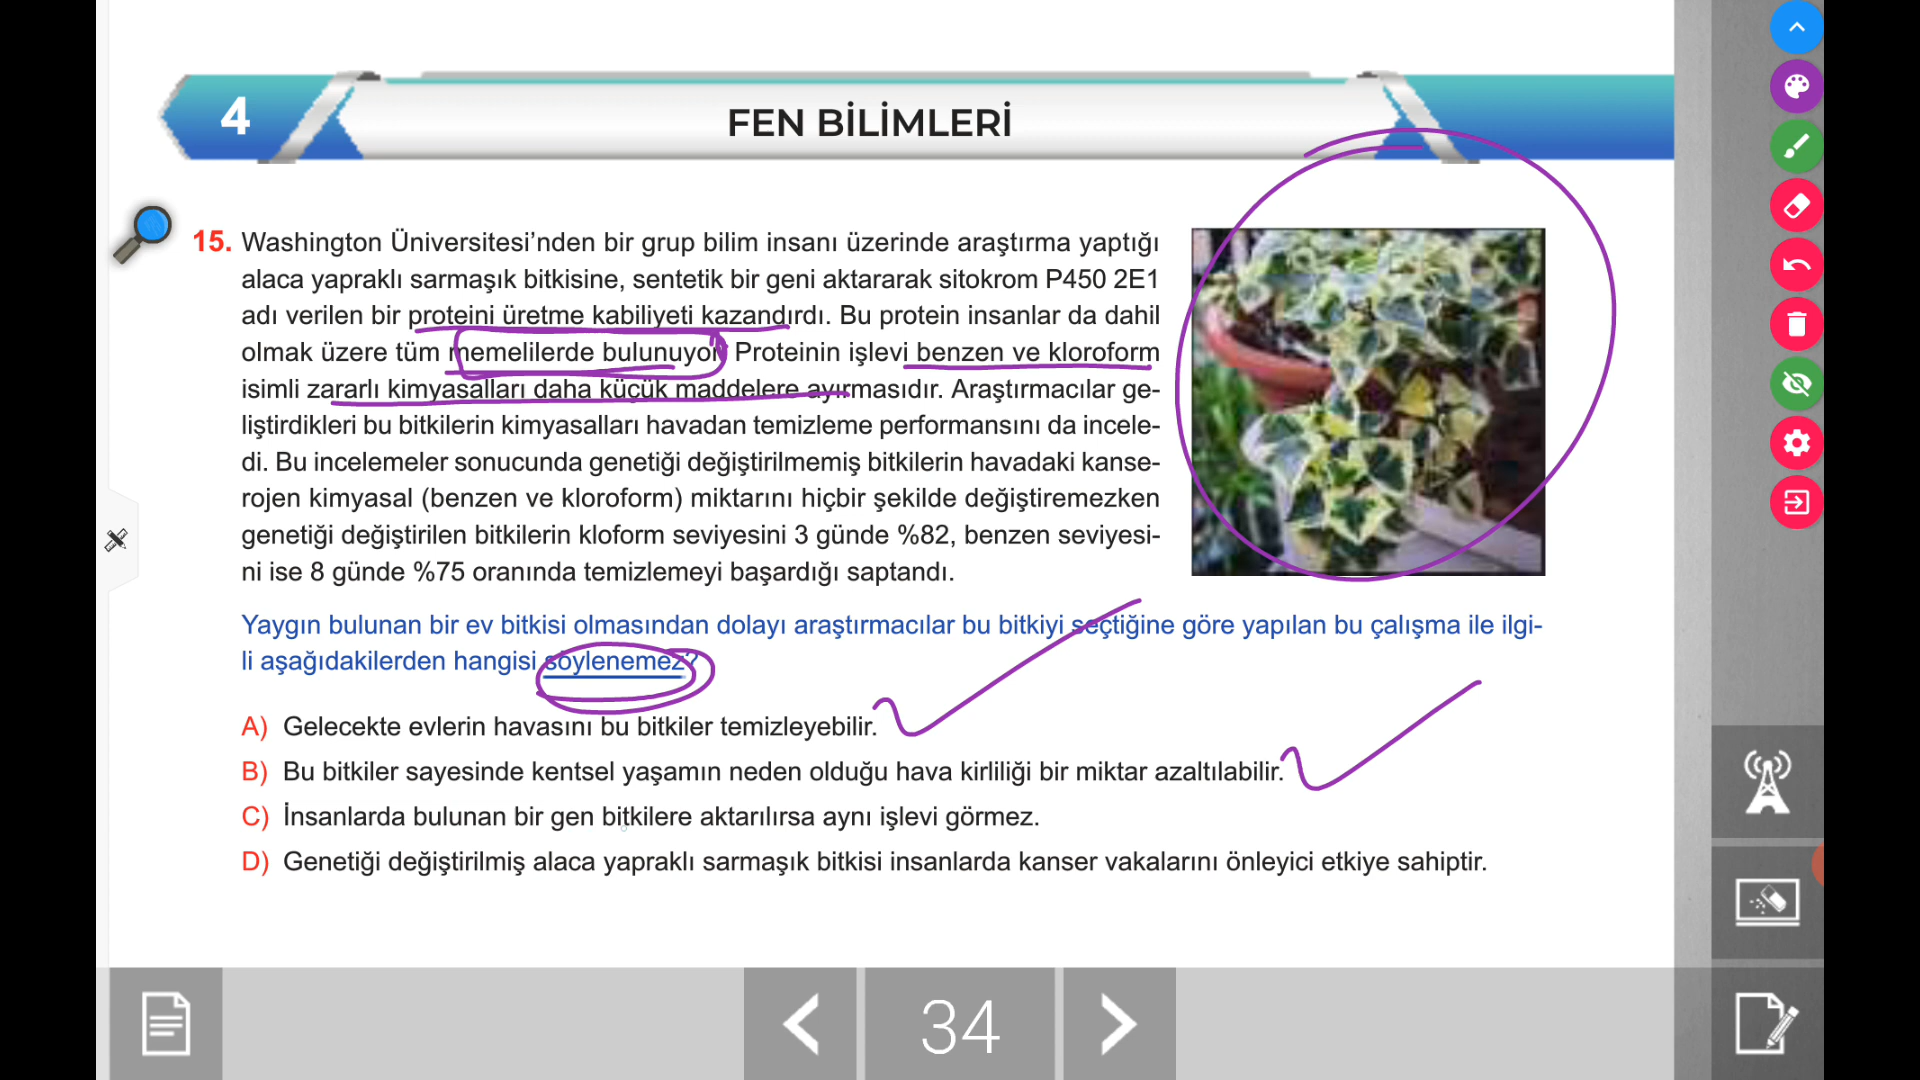 4
FEN BİLİMLERİ
15. Washington Üniversitesi’nden bir grup bilim insanı üzerinde araştırma yaptığı
alaca yapraklı sarmaşık bitkisine, sentetik bir geni aktararak sitokrom P450 2E1
adı verilen bir proteini üretme kabiliyeti kazandırdı. Bu protein insanlar da dahil
olmak üzere tüm memelilerde bulunuyor. Proteinin işlevi benzen ve kloroform
isimli zararlı kimyasalları daha küçük maddelere ayırmasıdır. Araştırmacılar ge-
liştirdikleri bu bitkilerin kimyasalları havadan temizleme performansını da incele-
di. Bu incelemeler sonucunda genetiği değiştirilmemiş bitkilerin havadaki kanse-
rojen kimyasal (benzen ve kloroform) miktarını hiçbir şekilde değiştiremezken
genetiği değiştirilen bitkilerin kloform seviyesini 3 günde %82, benzen seviyesi-
ni ise 8 günde %75 oranında temizlemeyi başardığı saptandı.
Yaygın bulunan bir ev bitkisi olmasından dolayı araştırmacılar bu bitkiyi seçtiğine göre yapılan bu çalışma ile ilgi-
li aşağıdakilerden hangisi söylenemez?
A) Gelecekte evlerin havasını bu bitkiler temizleyebilir.
B) Bu bitkiler sayesinde kentsel yaşamın neden olduğu hava kirliliği bir miktar azaltılabilir.
C) İnsanlarda bulunan bir gen bitkilere aktarılırsa aynı işlevi görmez.
D) Genetiği değiştirilmiş alaca yapraklı sarmaşık bitkisi insanlarda kanser vakalarını önleyici etkiye sahiptir.
34